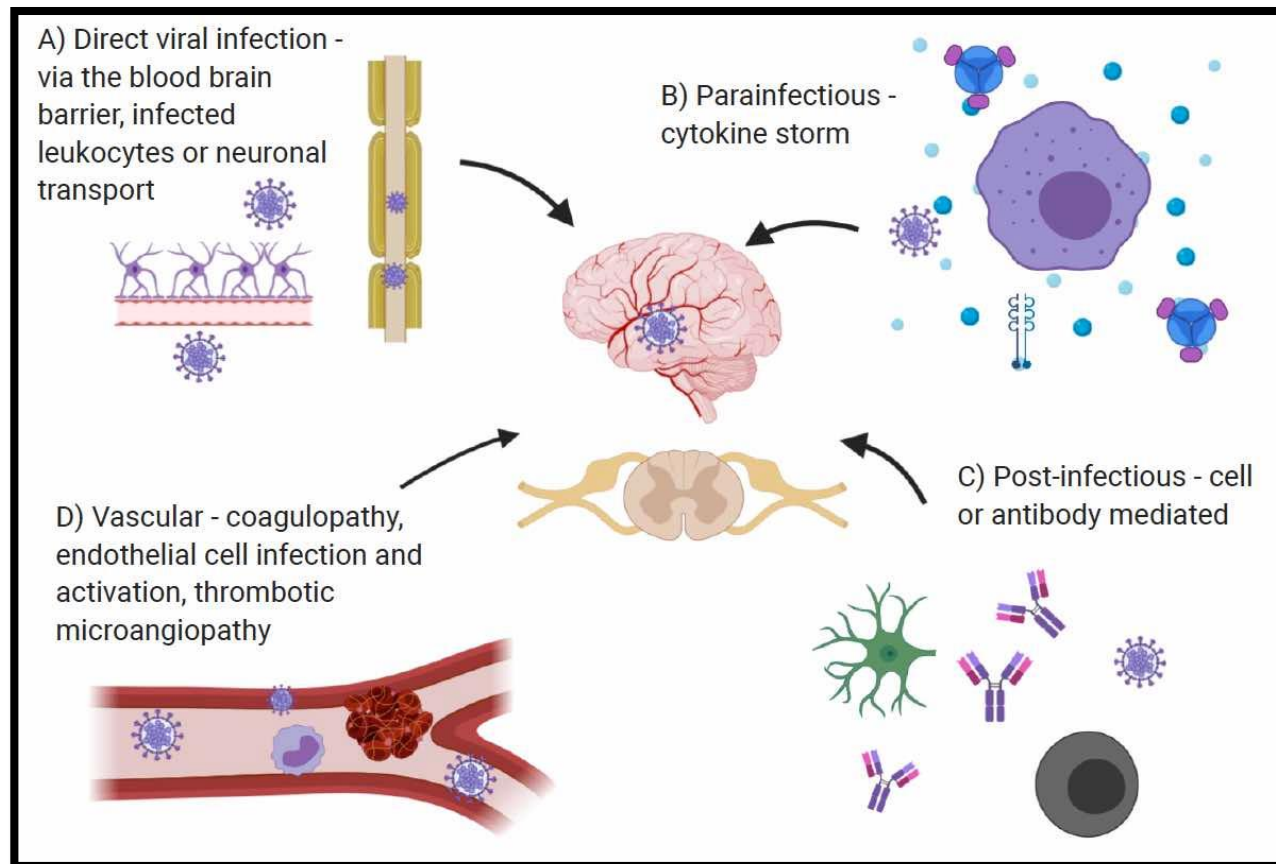 A) Direct viral infection -
via the blood brain
barrier, infected
leukocytes or neuronal
transport
B) Parainfectious -
cytokine storm
C) Post-infectious - cell
or antibody mediated
D) Vascular - coagulopathy,
endothelial cell infection and
activation, thrombotic
microangiopathy